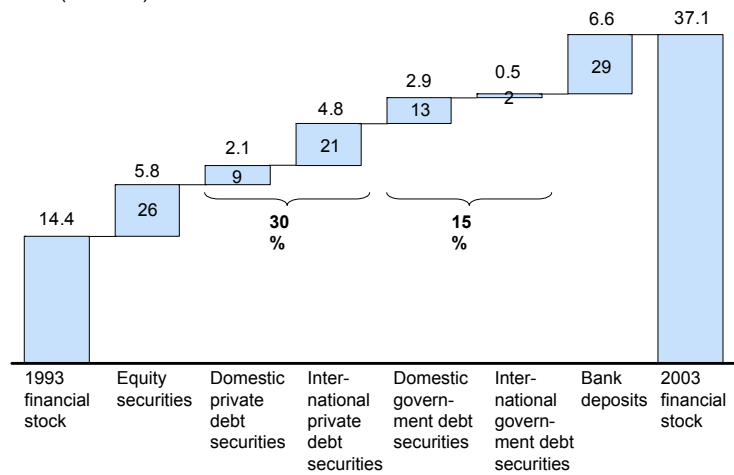 6.6
37.1
29
2.9
0.5
13
2
4.8
21
2.1
9
5.8
26
30
%
15
%
14.4
1993
financial
stock
Equity
securities
Domestic
private
debt
securities
Inter-
national
private
debt
securities
Domestic
govern-
ment debt
securities
Inter-
national
govern-
ment debt
securities
Bank
deposits
2003
financial
stock